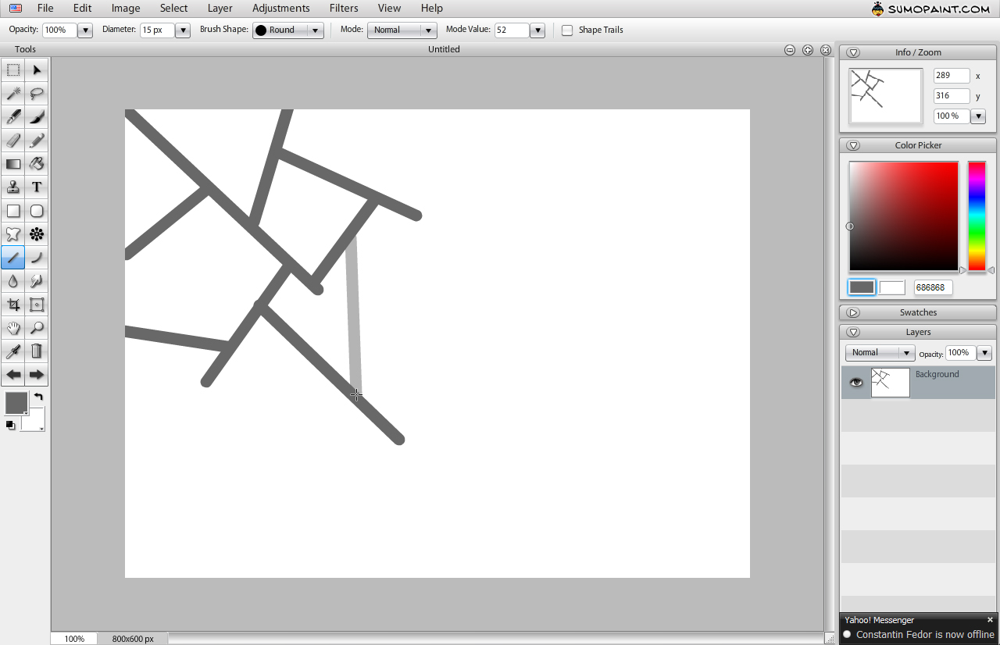 File Edit Image Select Layer Adjustments Filters View Help
SUMOPAINT.COM
Opacity: 100% Diameter: 15 px Brush Shape: Round Mode: Normal Mode Value: 52 Shape Trails
Tools
Untitled
Info / Zoom
289 x
316 y
100 %
Color Picker
686868
Swatches
Layers
Normal Opacity: 100%
Background
T
100% 800x600 px
Yahoo! Messenger
Constantin Fedor is now offline